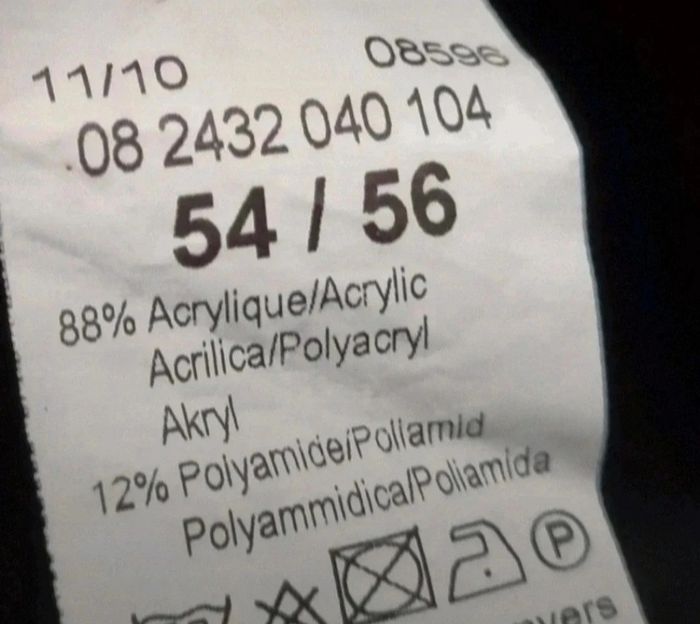 11/10 08596
.08 2432 040 104
54 / 56
88% Acrylique/Acrylic
Acrilica/Polyacryl
Akryl
12% Polyamide/Poliamid
Polyammidica/Poliamida
P